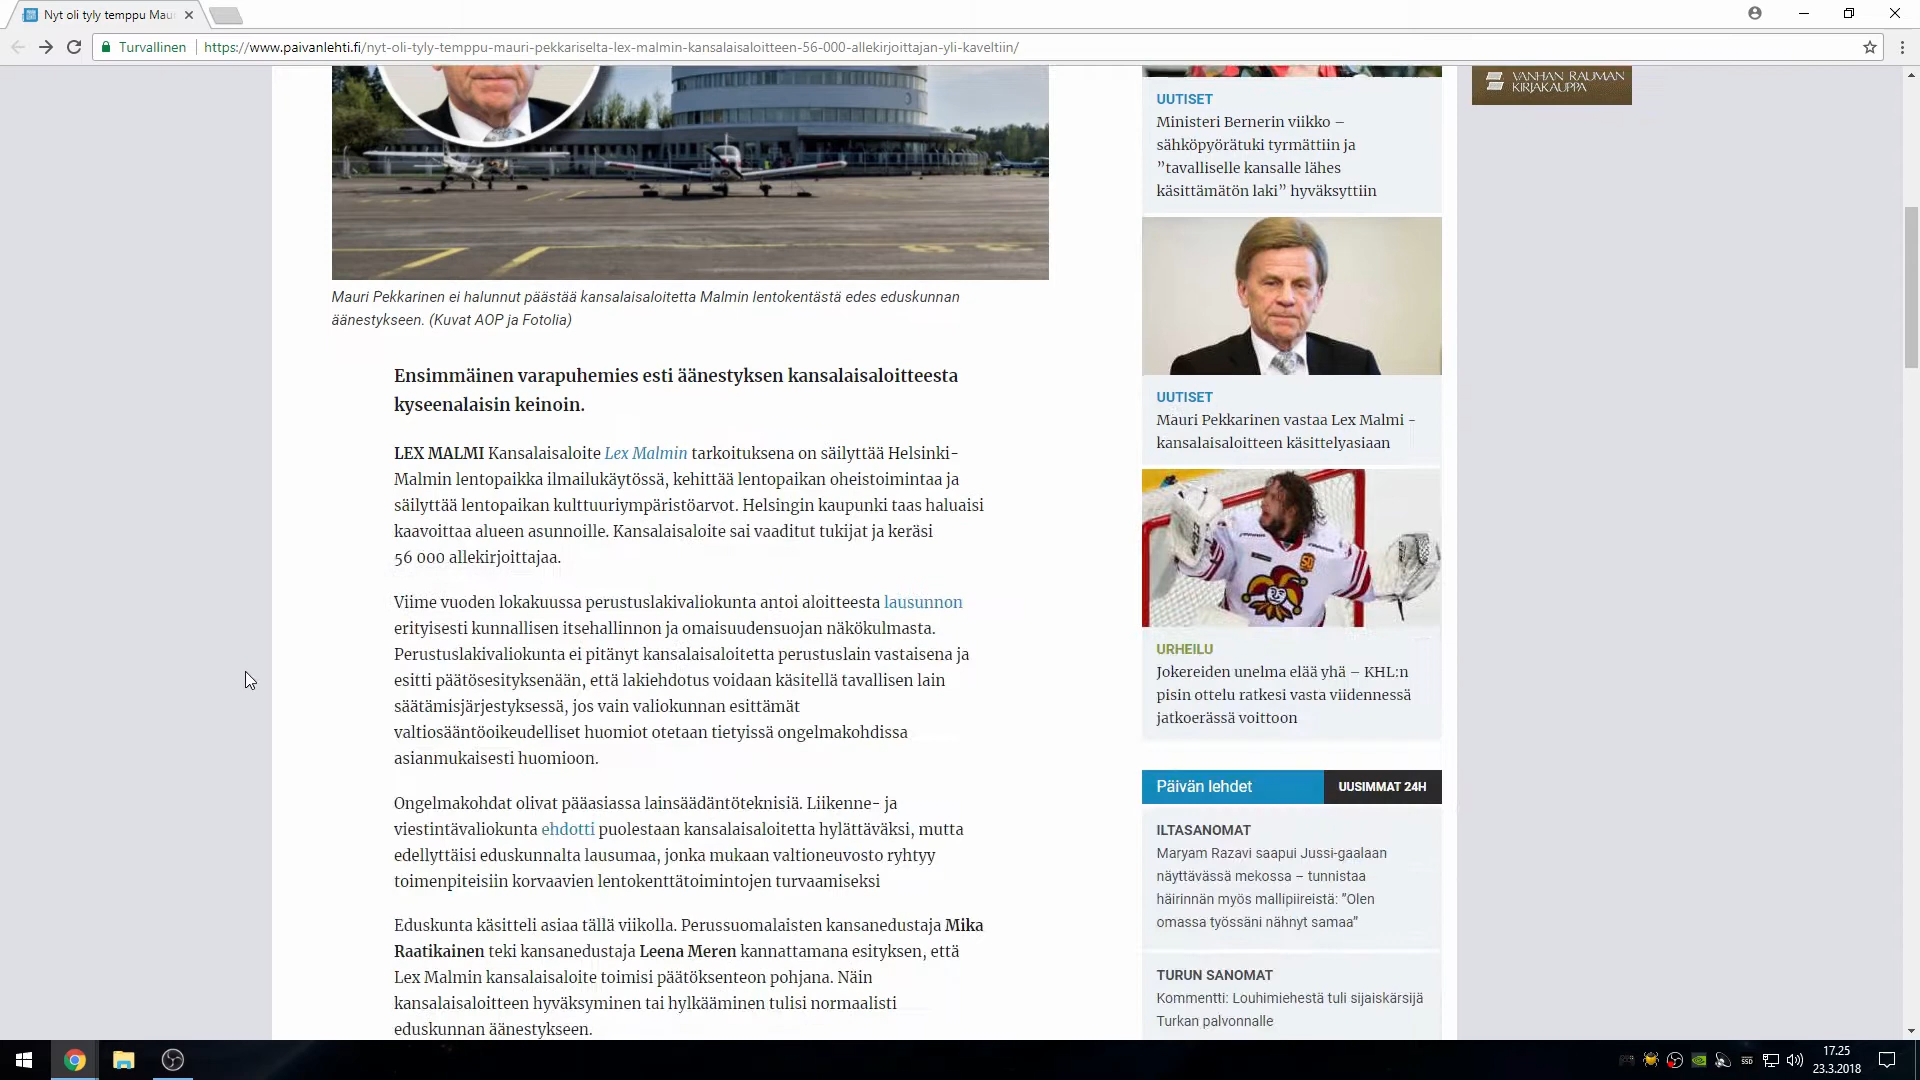 Nyt oli tyly temppu Mau
Turvallinen
https://www.paivanlehti.fi/nyt-oli-tyly-temppu-mauri-pekkariselta-lex-malmin-kansalaisaloitteen-56-000-allekirjoittajan-yli-kaveltiin/
Mauri Pekkarinen ei halunnut päästää kansalaisaloitetta Malmin lentokentästä edes eduskunnan
äänestykseen. (Kuvat AOP ja Fotolia)
Ensimmäinen varapuhemies esti äänestyksen kansalaisaloitteesta
kyseenalaisin keinoin.
LEX MALMI Kansalaisaloite Lex Malmin tarkoituksena on säilyttää Helsinki-
Malmin lentopaikka ilmailukäytössä, kehittää lentopaikan oheistoimintaa ja
säilyttää lentopaikan kulttuuriympäristöarvot. Helsingin kaupunki taas haluaisi
kaavoittaa alueen asunnoille. Kansalaisaloite sai vaaditut tukijat ja keräsi
56 000 allekirjoittajaa.
Viime vuoden lokakuussa perustuslakivaliokunta antoi aloitteesta lausunnon
erityisesti kunnallisen itsehallinnon ja omaisuudensuojan näkökulmasta.
Perustuslakivaliokunta ei pitänyt kansalaisaloitetta perustuslain vastaisena ja
esitti päätösesityksenään, että lakiehdotus voidaan käsitellä tavallisen lain
säätämisjärjestyksessä, jos vain valiokunnan esittämät
valtiosääntöoikeudelliset huomiot otetaan tietyissä ongelmakohdissa
asianmukaisesti huomioon.
Ongelmakohdat olivat pääasiassa lainsäädäntöteknisiä. Liikenne- ja
viestintävaliokunta ehdotti puolestaan kansalaisaloitetta hylättäväksi, mutta
edellyttäisi eduskunnalta lausumaa, jonka mukaan valtioneuvosto ryhtyy
toimenpiteisiin korvaavien lentokenttätoimintojen turvaamiseksi
Eduskunta käsitteli asiaa tällä viikolla. Perussuomalaisten kansanedustaja Mika
Raatikainen teki kansanedustaja Leena Meren kannattamana esityksen, että
Lex Malmin kansalaisaloite toimisi päätöksenteon pohjana. Näin
kansalaisaloitteen hyväksyminen tai hylkääminen tulisi normaalisti
eduskunnan äänestykseen.
UUTISET
Ministeri Bernerin viikko –
sähköpyörätuki tyrmättiin ja
”tavalliselle kansalle lähes
käsittämätön laki” hyväksyttiin
UUTISET
Mauri Pekkarinen vastaa Lex Malmi -
kansalaisaloitteen käsittelyasiaan
50
URHEILU
Jokereiden unelma elää yhä – KHL:n
pisin ottelu ratkesi vasta viidennessä
jatkoerässä voittoon
Päivän lehdet
UUSIMMAT 24H
ILTASANOMAT
Maryam Razavi saapui Jussi-gaalaan
näyttävässä mekossa – tunnistaa
häirinnän myös mallipiireistä: ”Olen
omassa työssäni nähnyt samaa”
TURUN SANOMAT
Kommentti: Louhimiehestä tuli sijaiskärsijä
Turkan palvonnalle
VANHAN RAUMAN
KIRJAKAUPPA
SSD
17.25
23.3.2018